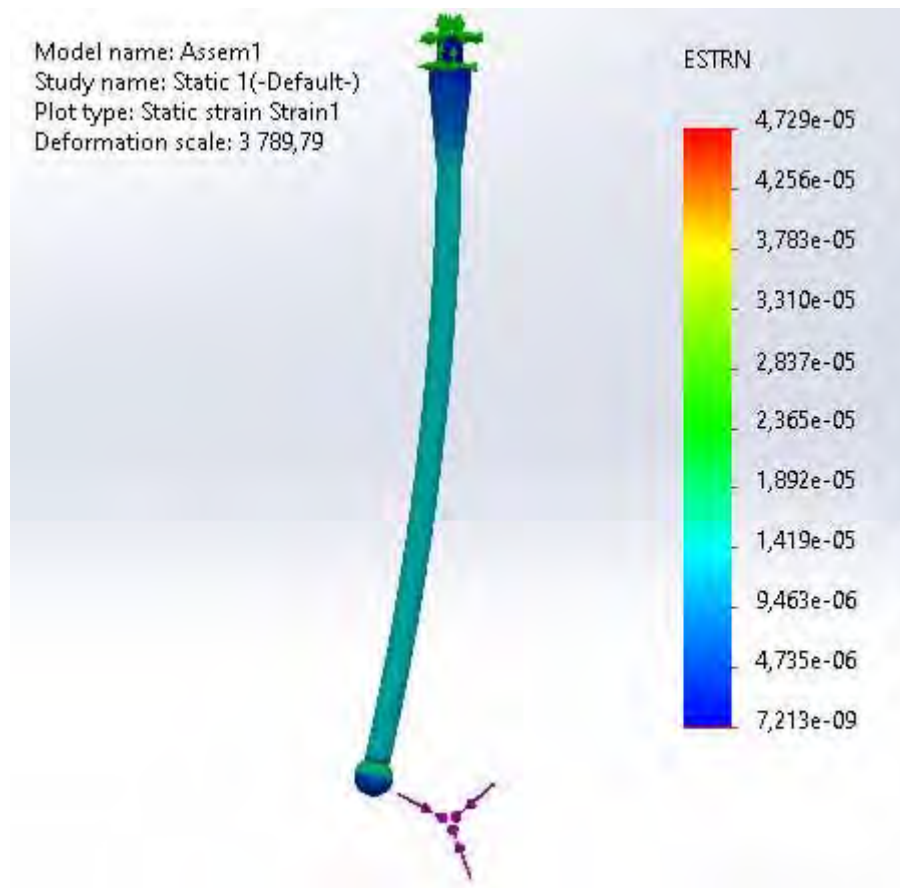 Model name: Assem1
Study name: Static 1(-Default-)
Plot type: Static strain Strain1
Deformation scale: 3 789,79
ESTRN
4,729e-05
4,256e-05
3,783e-05
3,310e-05
2,837e-05
2,365e-05
1,892e-05
1,419e-05
9,463e-06
4,735e-06
7,213e-09